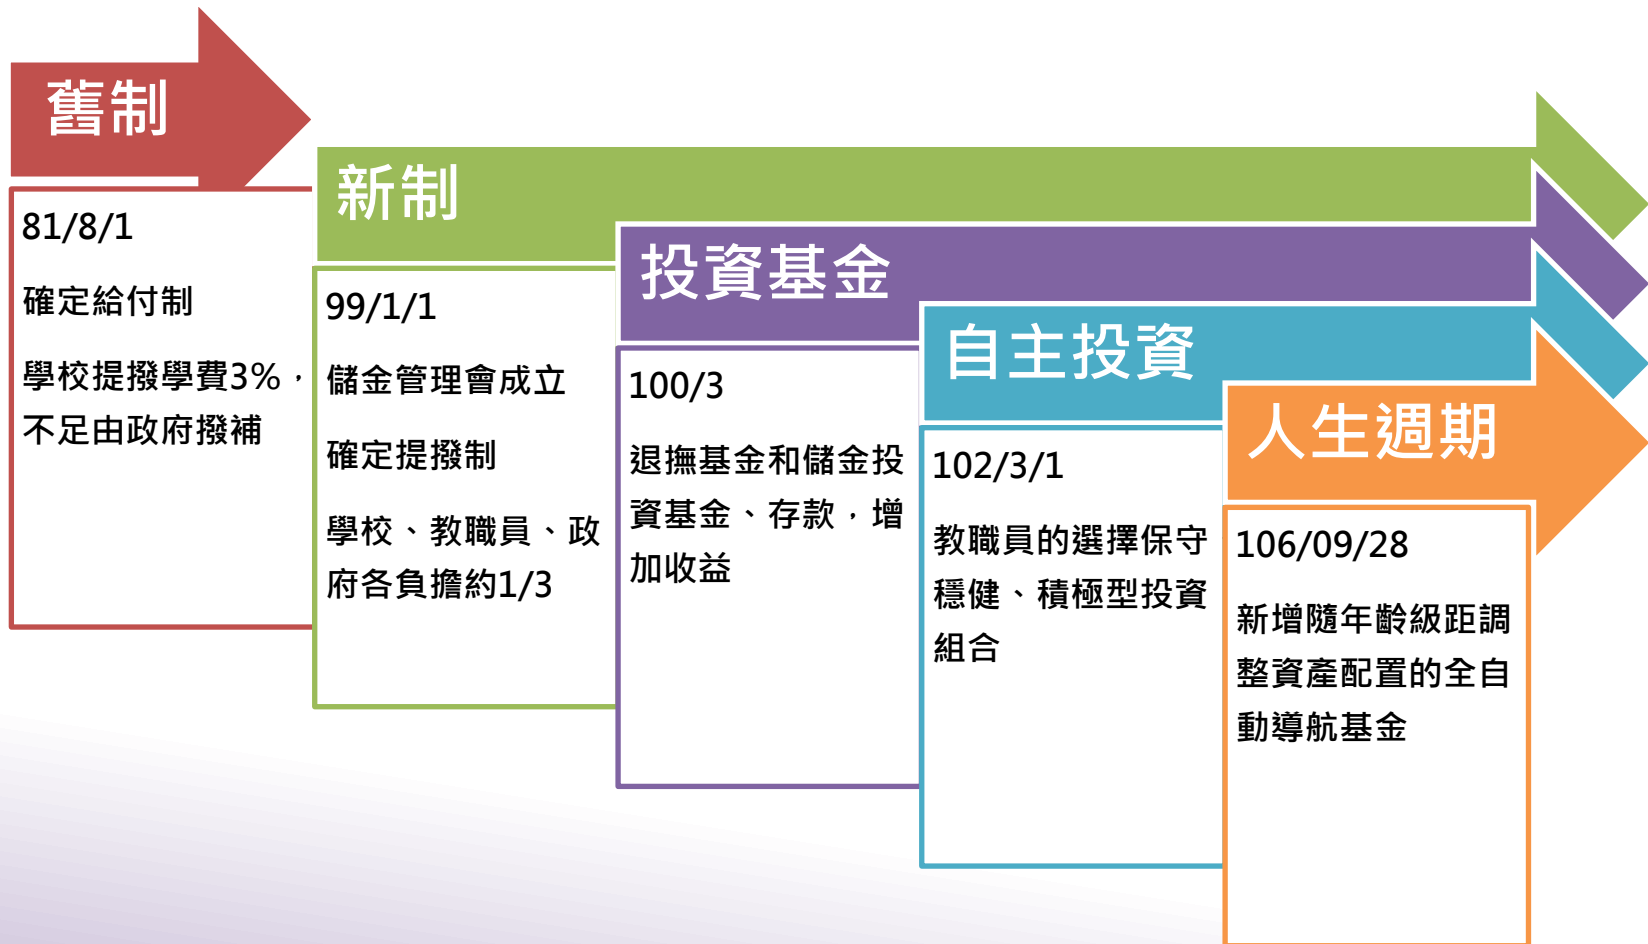 舊制
81/8/1
確定給付制
學校提撥學費3%，
不足由政府撥補
新制
99/1/1
儲金管理會成立
確定提撥制
學校、教職員、政
府各負擔約1/3
投資基金
100/3
退撫基金和儲金投
資基金、存款，增
加收益
自主投資
102/3/1
教職員的選擇保守
穩健、積極型投資
組合
人生週期
106/09/28
新增隨年齡級距調
整資產配置的全自
動導航基金